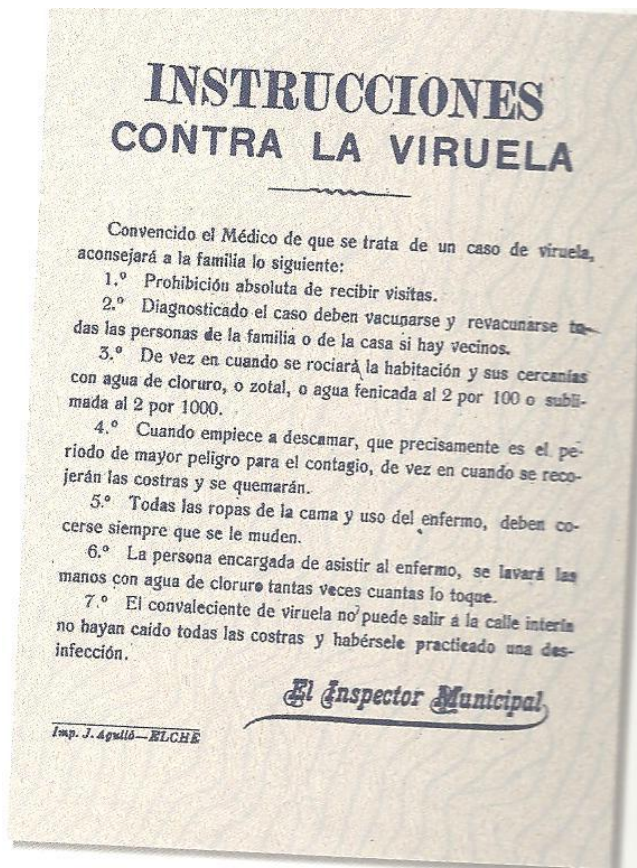 INSTRUCCIONES
CONTRA LA VIRUELA
Convencido el Médico de que se trata de un caso de viruela,
aconsejará a la familia lo siguiente:
1.º Prohibición absoluta de recibir visitas.
2.º Diagnosticado el caso deben vacunarse y revacunarse to-
das las personas de la familia o de la casa si hay vecinos.
3.º De vez en cuando se rociará la habitación y sus cercanías
con agua de cloruro, o zotal, o agua fenicada al 2 por 100 o subli-
mada al 2 por 1000.
4.º Cuando empiece a descamar, que precisamente es el pe-
riodo de mayor peligro para el contagio, de vez en cuando se reco-
jerán las costras y se quemarán.
5.º Todas las ropas de la cama y uso del enfermo, deben co-
cerse siempre que se le muden.
6.º La persona encargada de asistir al enfermo, se lavará las
manos con agua de cloruro tantas veces cuantas lo toque.
7.º El convaleciente de viruela no puede salir á la calle interin
no hayan caído todas las costras y habérsele practicado una des-
infección.
El Inspector Municipal,
Imp. J. Agulló—ELCHE